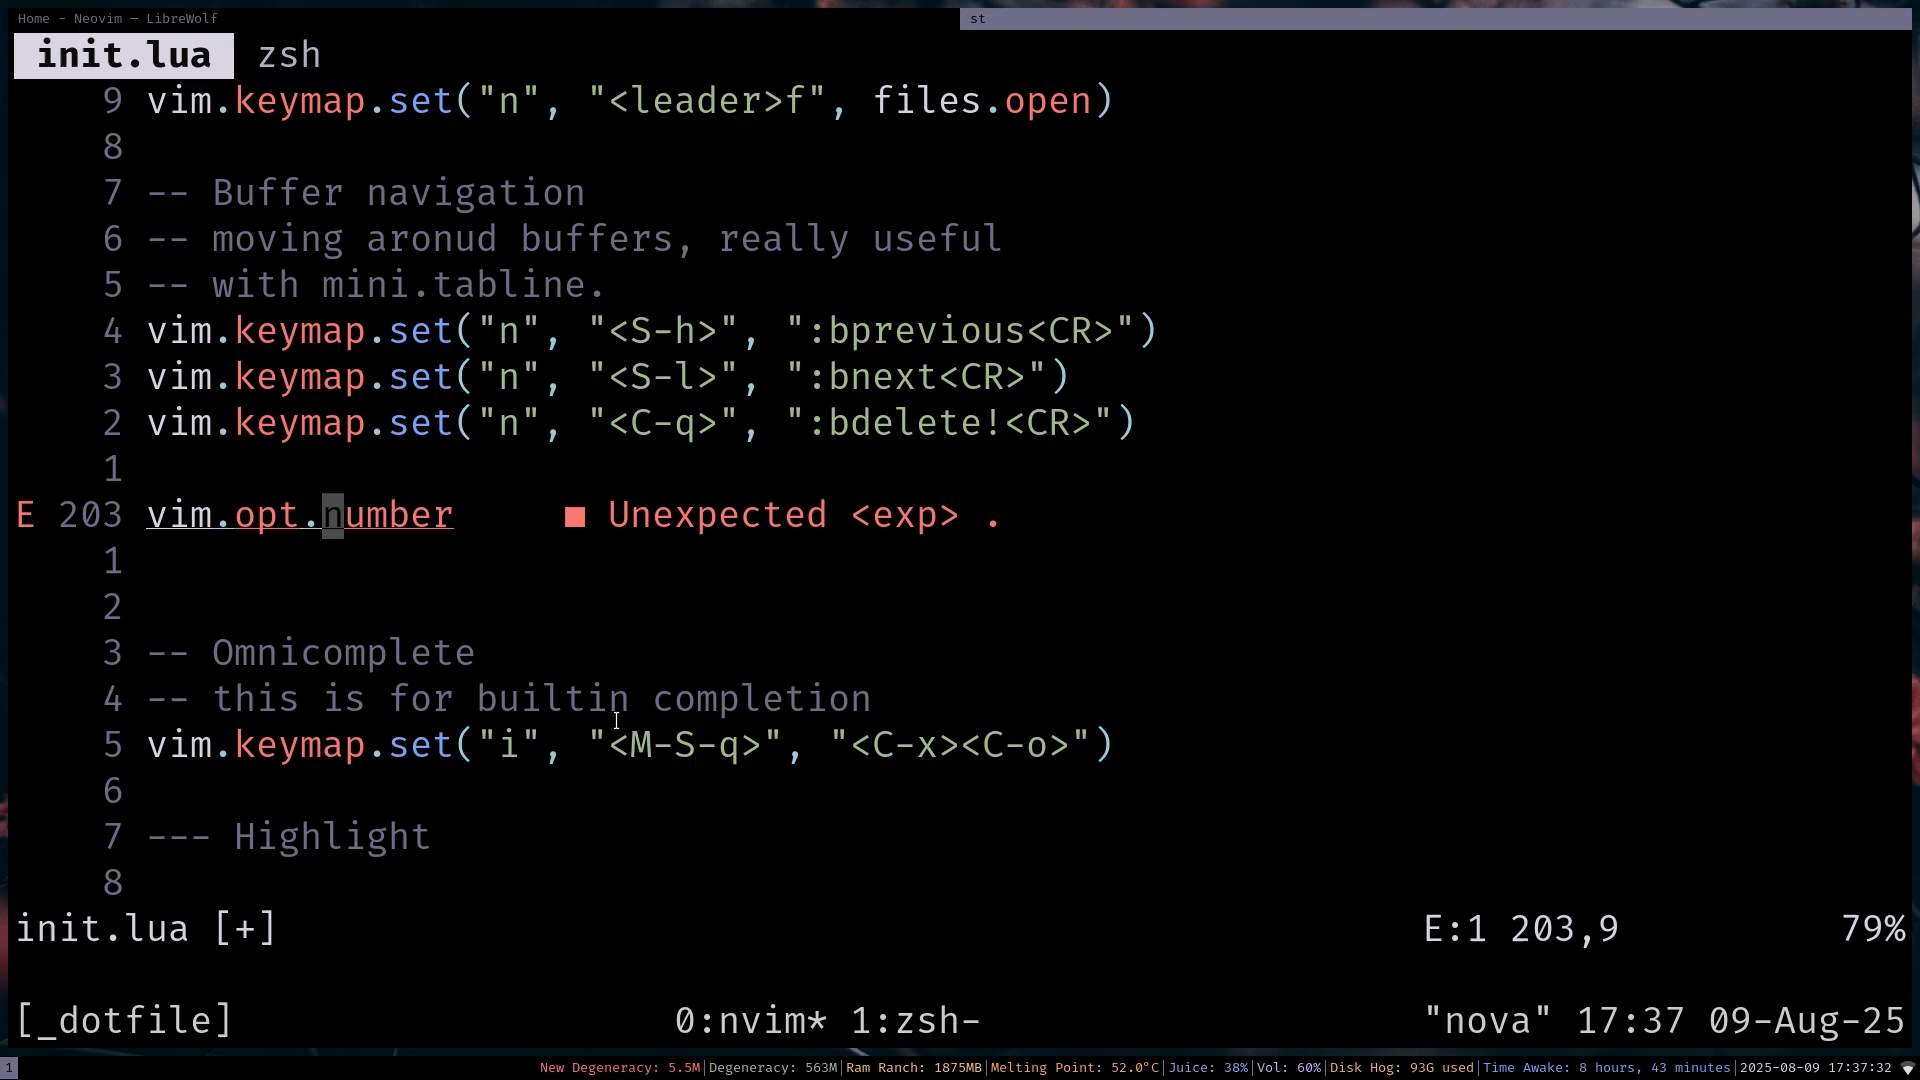 Home - Neovim — LibreWolf st
init.lua zsh
9 vim.keymap.set("n", "<leader>f", files.open)
8
7 -- Buffer navigation
6 -- moving aronud buffers, really useful
5 -- with mini.tabline.
4 vim.keymap.set("n", "<S-h>", ":bprevious<CR>")
3 vim.keymap.set("n", "<S-l>", ":bnext<CR>")
2 vim.keymap.set("n", "<C-q>", ":bdelete!<CR>")
1
E 203 vim.opt.number ■ Unexpected <exp> .
1
2
3 -- Omnicomplete
4 -- this is for builtin completion
5 vim.keymap.set("i", "<M-S-q>", "<C-x><C-o>")
6
7 --- Highlight
8
init.lua [+] E:1 203,9 79%
[_dotfile] 0:nvim* 1:zsh- "nova" 17:37 09-Aug-25
1 New Degeneracy: 5.5M|Degeneracy: 563M|Ram Ranch: 1875MB|Melting Point: 52.0°C|Juice: 38%|Vol: 60%|Disk Hog: 93G used|Time Awake: 8 hours, 43 minutes|2025-08-09 17:37:32